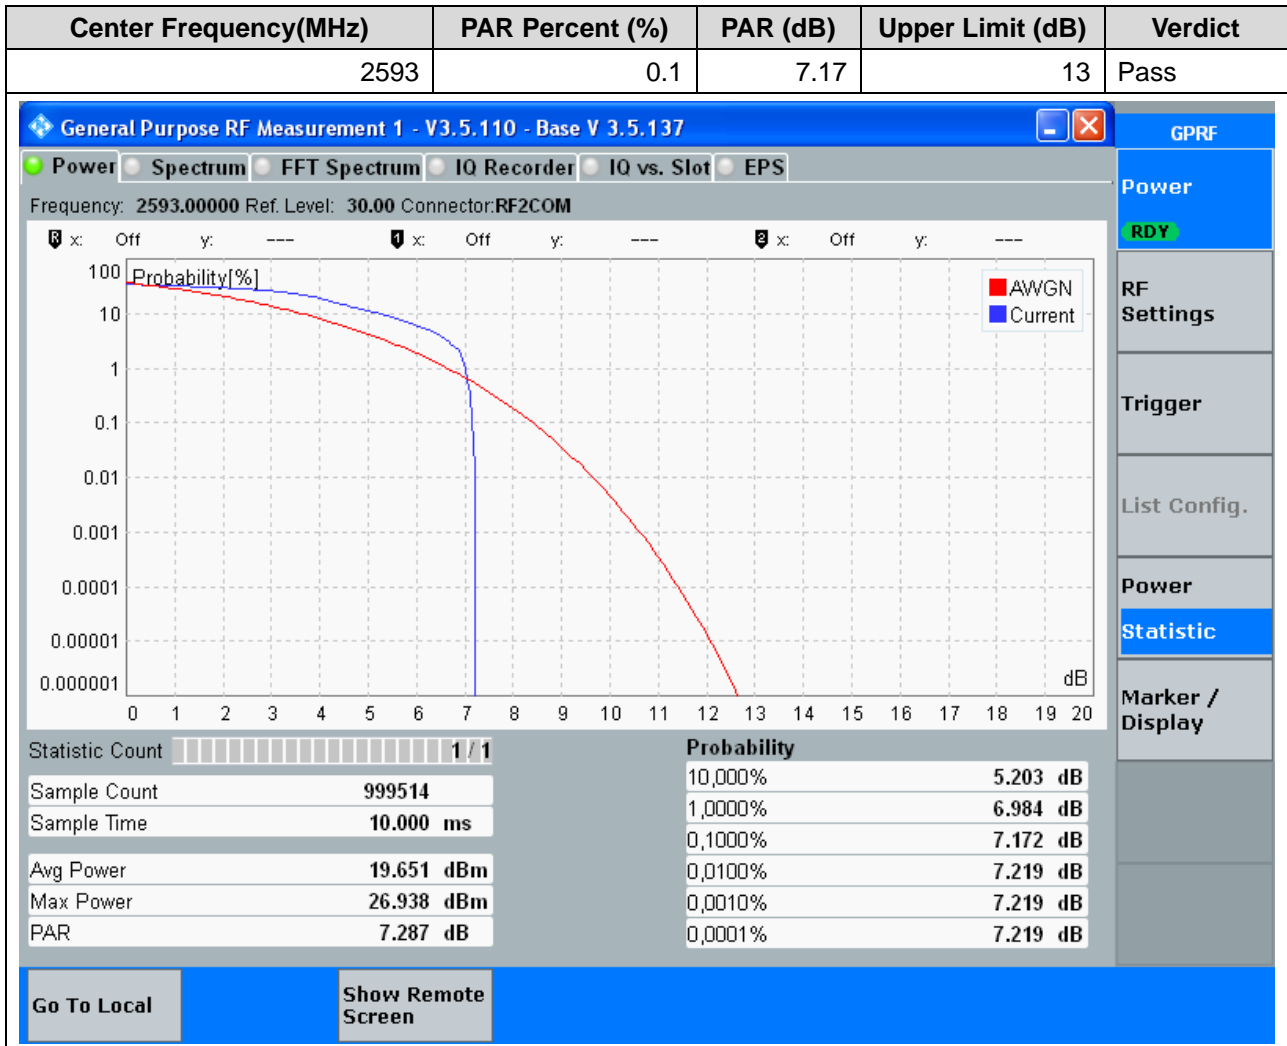 Center Frequency(MHz) PAR Percent (%) PAR (dB) Upper Limit (dB) Verdict
2593 0.1 7.17 13 Pass
General Purpose RF Measurement 1 - V3.5.110 - Base V 3.5.137
GPRF
Power Spectrum FFT Spectrum IQ Recorder IQ vs. Slot EPS
Frequency: 2593.00000 Ref. Level: 30.00 Connector:RF2COM
R x: Off y: --- 1 x: Off y: --- 2 x: Off y: ---
Probability[%]
100
10
1
0.1
0.01
0.001
0.0001
0.00001
0.000001
AWGN
Current
dB
0 1 2 3 4 5 6 7 8 9 10 11 12 13 14 15 16 17 18 19 20
Statistic Count 1 / 1
Sample Count 999514
Sample Time 10.000 ms
Avg Power 19.651 dBm
Max Power 26.938 dBm
PAR 7.287 dB
Probability
10,000% 5.203 dB
1,0000% 6.984 dB
0,1000% 7.172 dB
0,0100% 7.219 dB
0,0010% 7.219 dB
0,0001% 7.219 dB
Power
RDY
RF
Settings
Trigger
List Config.
Power
Statistic
Marker /
Display
Go To Local
Show Remote
Screen